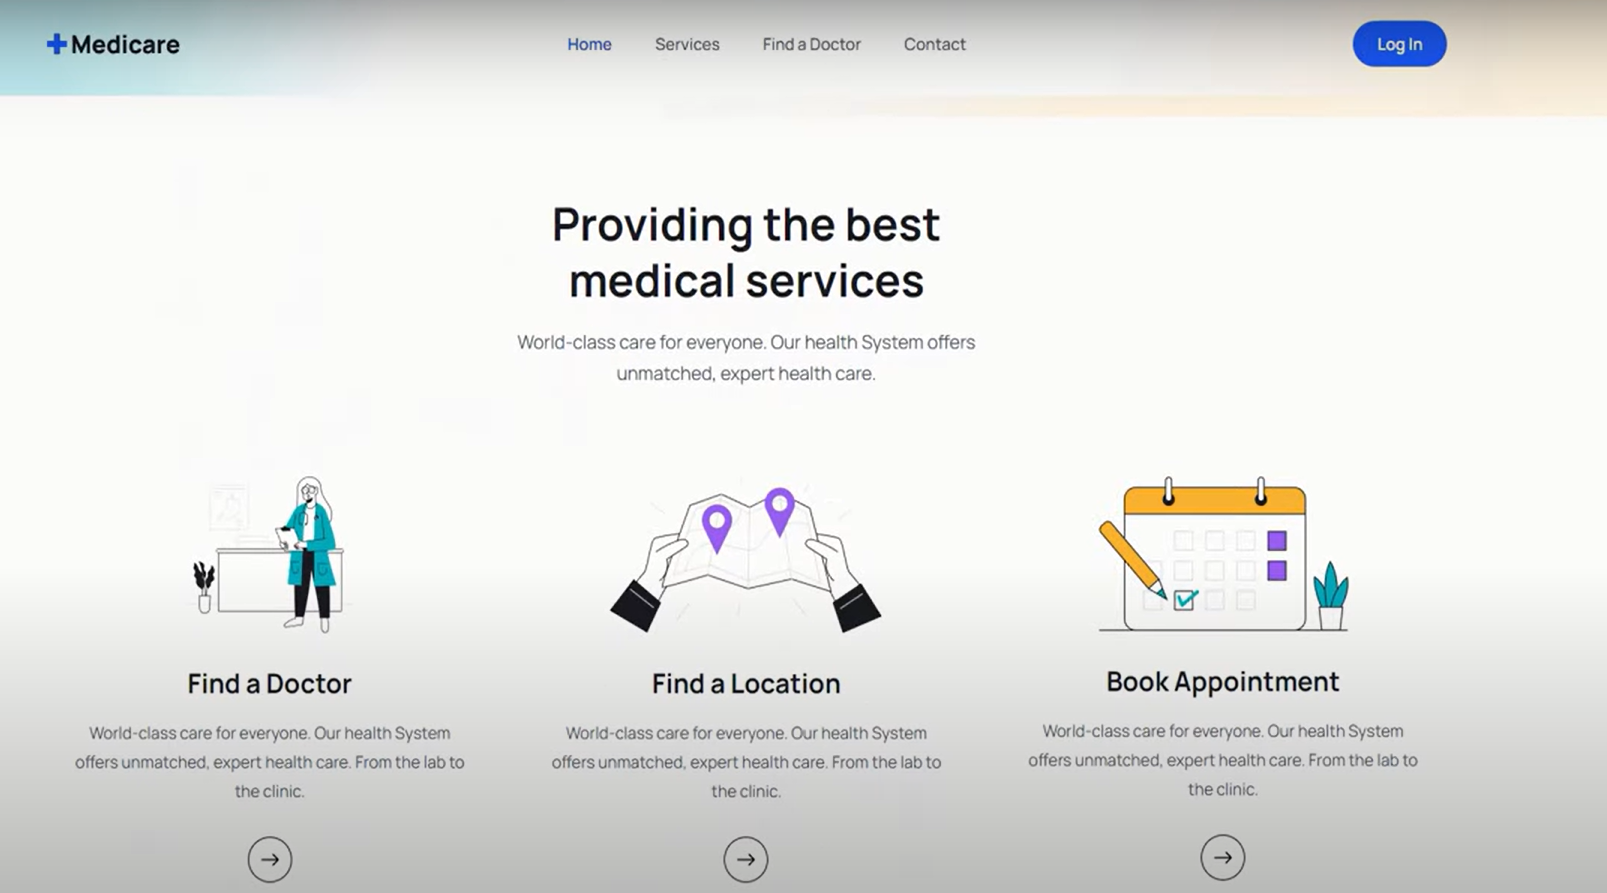 Medicare
Home Services Find a Doctor Contact
Log In
Providing the best
medical services
World-class care for everyone. Our health System offers
unmatched, expert health care.
Find a Doctor
World-class care for everyone. Our health System
offers unmatched, expert health care. From the lab to
the clinic.
Find a Location
World-class care for everyone. Our health System
offers unmatched, expert health care. From the lab to
the clinic.
Book Appointment
World-class care for everyone. Our health System
offers unmatched, expert health care. From the lab to
the clinic.